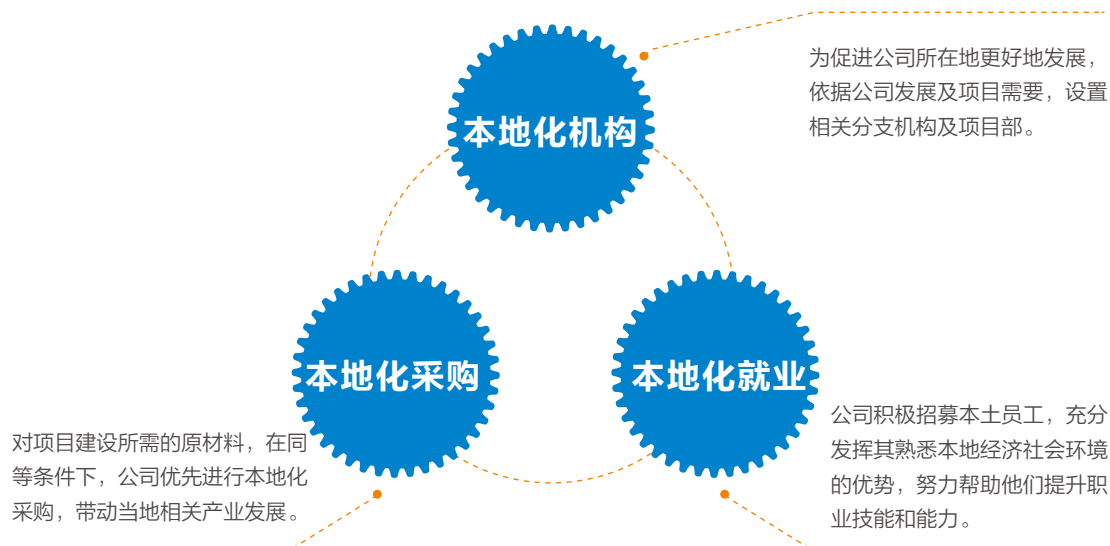 本地化机构
为促进公司所在地更好地发展，
依据公司发展及项目需要，设置
相关分支机构及项目部。
本地化采购
对项目建设所需的原材料，在同
等条件下，公司优先进行本地化
采购，带动当地相关产业发展。
本地化就业
公司积极招募本土员工，充分
发挥其熟悉本地经济社会环境
的优势，努力帮助他们提升职
业技能和能力。